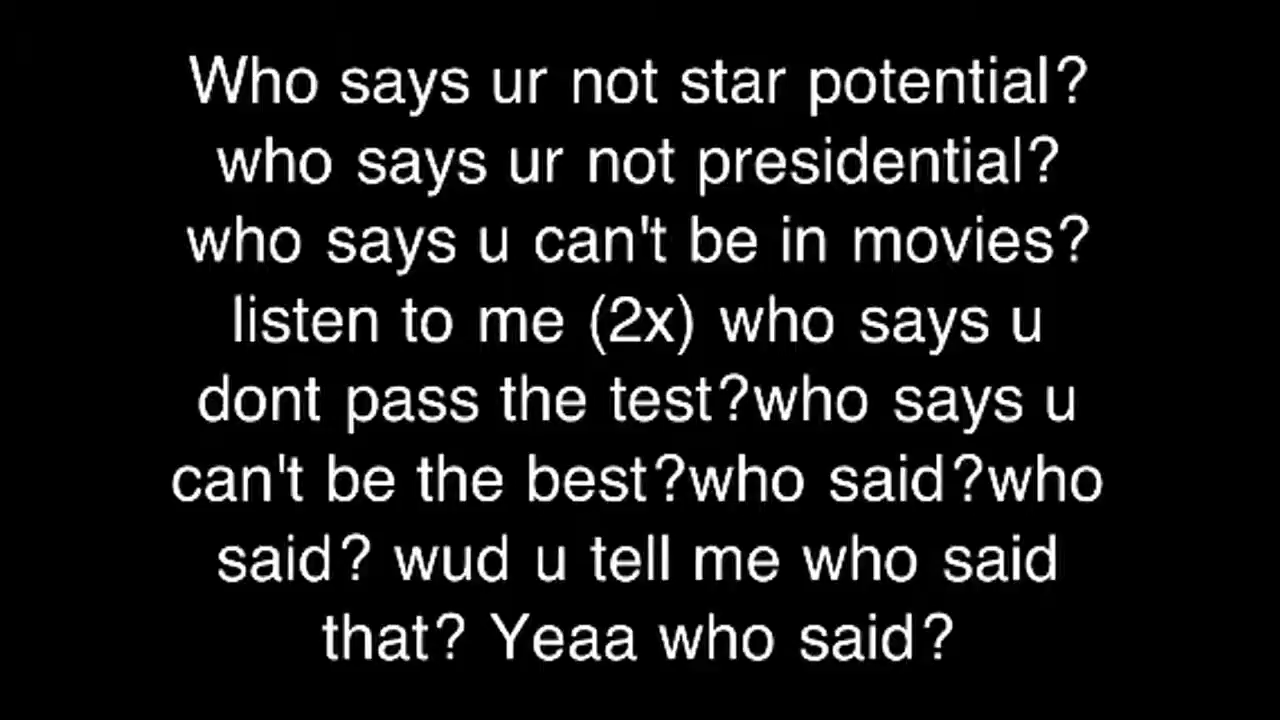 Who says ur not star potential?
who says ur not presidential?
who says u can't be in movies?
listen to me (2x) who says u
dont pass the test?who says u
can't be the best?who said?who
said? wud u tell me who said
that? Yeaa who said?